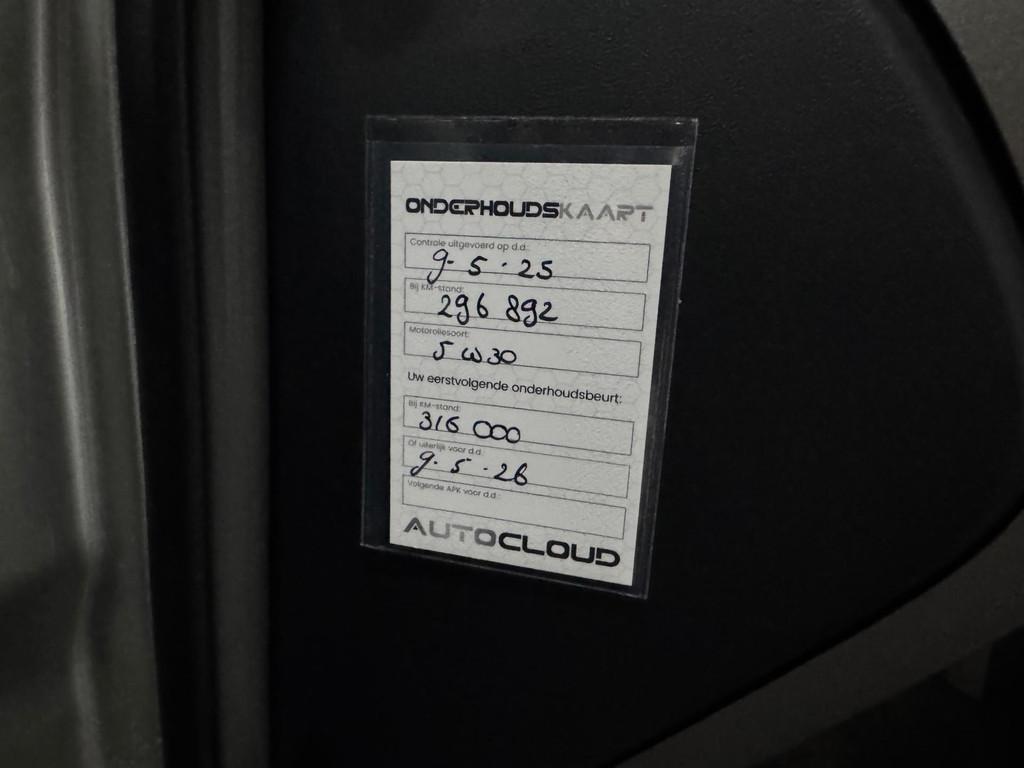 ONDERHOUDSKAART
Controle uitgevoerd op d.d.:
9.5.25
Bij KM-stand:
296 892
Motoroliesoort:
5W30
Uw eerstvolgende onderhoudsbeurt:
Bij KM-stand:
316 000
Of uiterlijk voor d.d.:
9.5.26
Volgende APK voor d.d.:
AUTOCLOUD